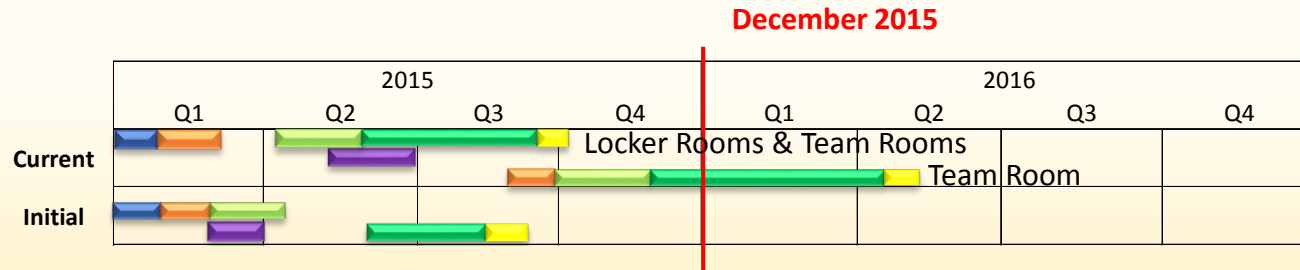 December 2015
2015 2016
Q1 Q2 Q3 Q4 Q1 Q2 Q3 Q4
Current
Locker Rooms & Team Rooms
Team Room
Initial